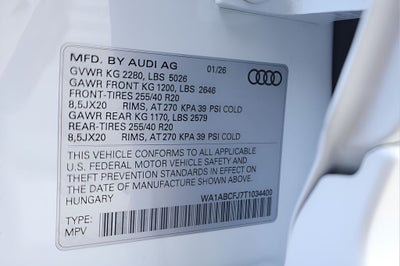 MFD. BY AUDI AG 01/26
GVWR KG 2280, LBS 5026
GAWR FRONT KG 1200, LBS 2646
FRONT-TIRES 255/40 R20
8,5JX20 RIMS, AT 270 KPA 39 PSI COLD
GAWR REAR KG 1170, LBS 2579
REAR-TIRES 255/40 R20
8,5JX20 RIMS, AT 270 KPA 39 PSI COLD
THIS VEHICLE CONFORMS TO ALL APPLICABLE
U.S. FEDERAL MOTOR VEHICLE SAFETY AND
THEFT PREVENTION STANDARDS IN EFFECT ON
THE DATE OF MANUFACTURE SHOWN ABOVE.
HUNGARY WA1ABCFJ7T1034400
TYPE:
MPV